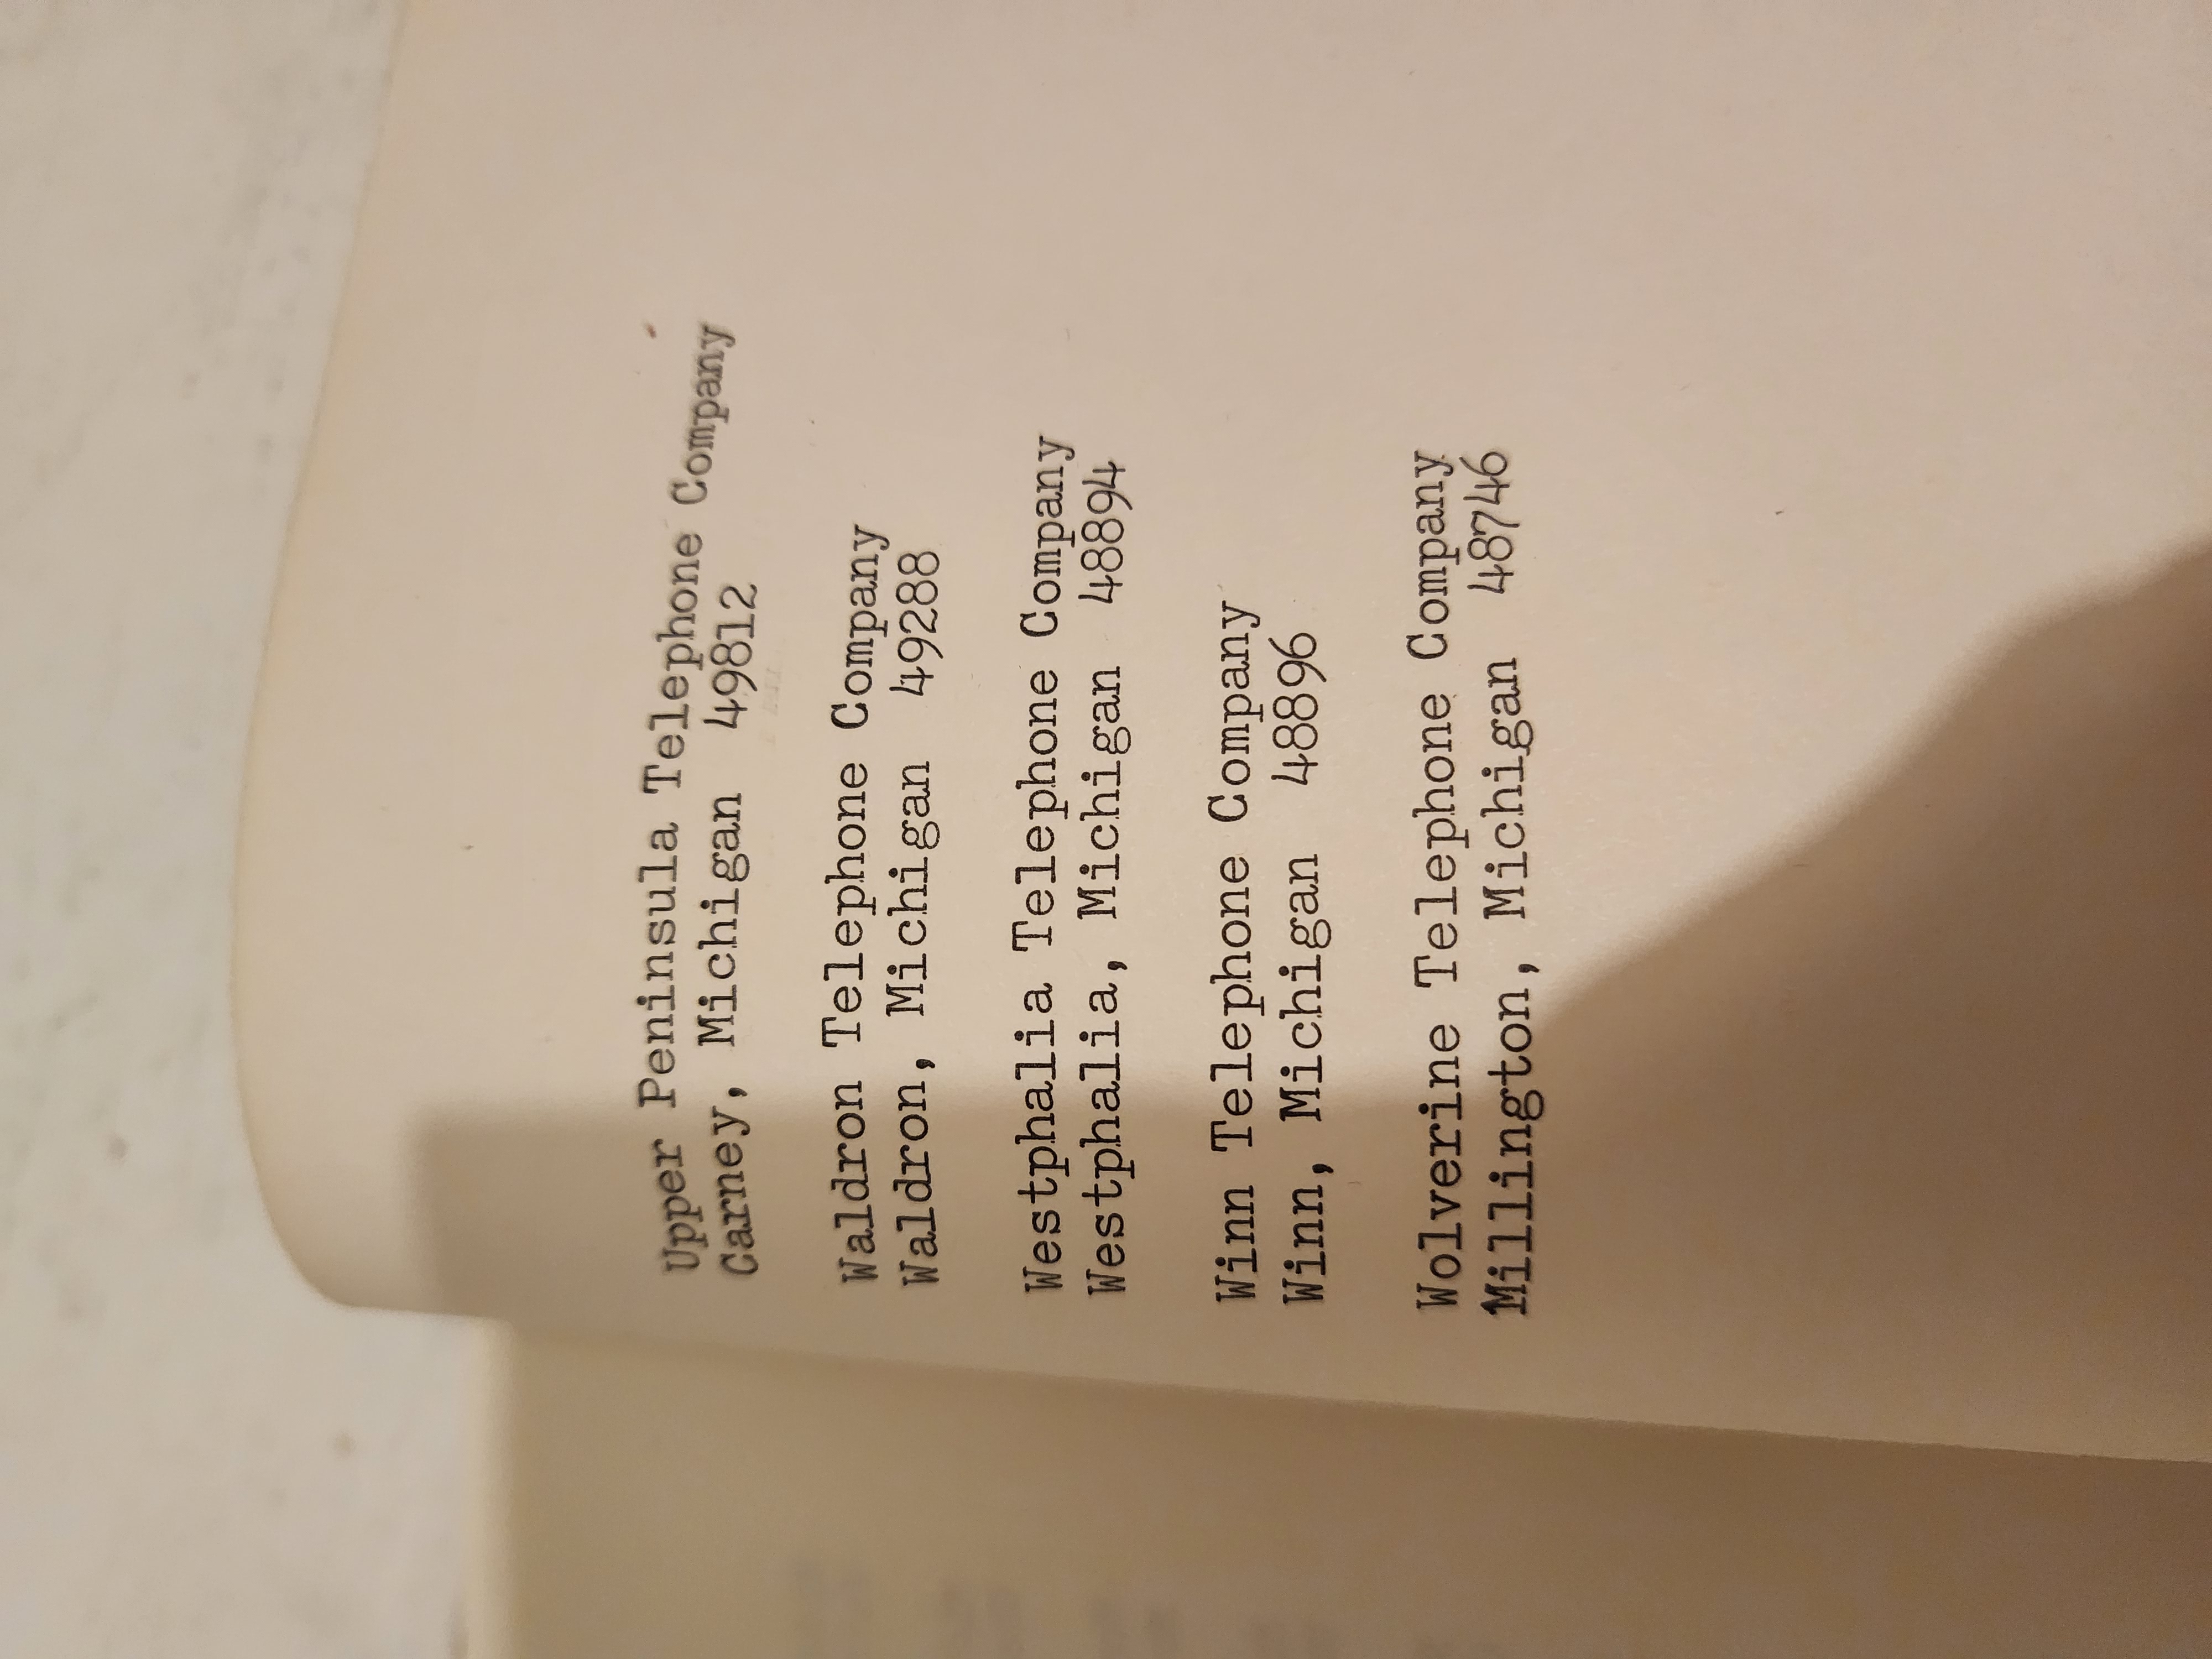 Upper Peninsula Telephone Company
Carney, Michigan  49812
Waldron Telephone Company
Waldron, Michigan  49288
Westphalia Telephone Company
Westphalia, Michigan  48894
Winn Telephone Company
Winn, Michigan  48896
Wolverine Telephone Company
Millington, Michigan  48746